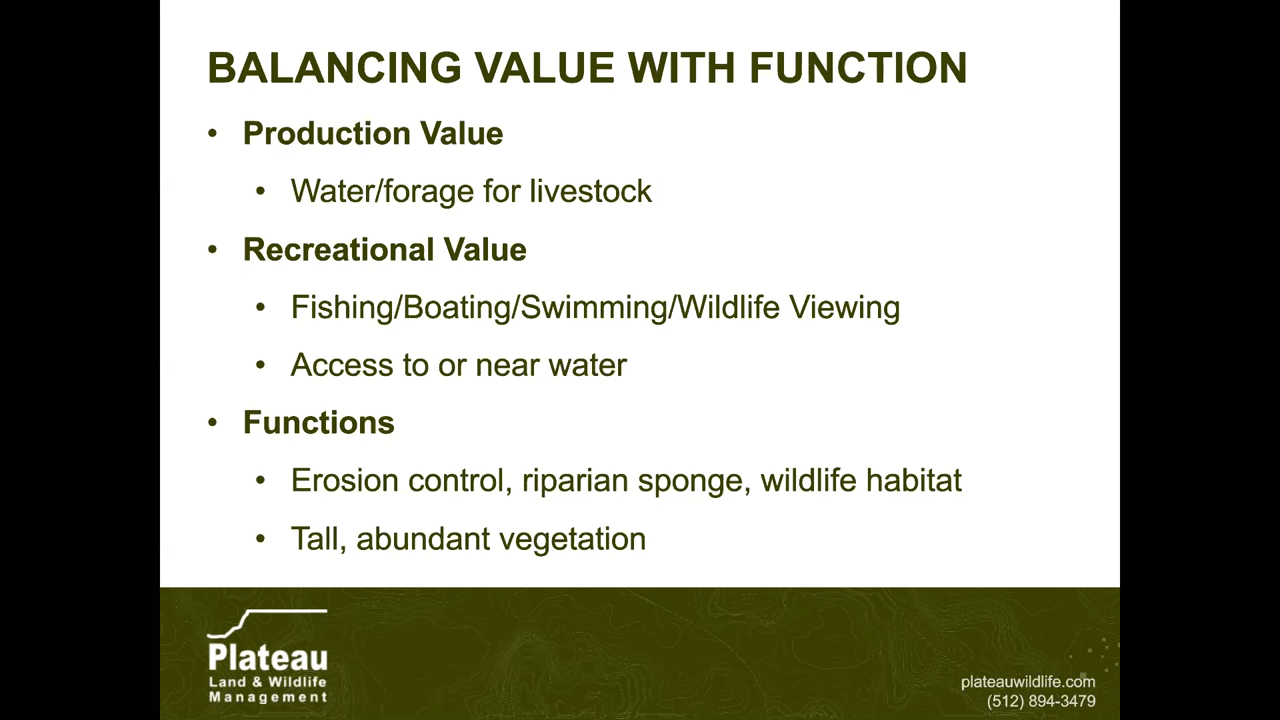 BALANCING VALUE WITH FUNCTION
• Production Value
• Water/forage for livestock
• Recreational Value
• Fishing/Boating/Swimming/Wildlife Viewing
• Access to or near water
• Functions
• Erosion control, riparian sponge, wildlife habitat
• Tall, abundant vegetation
Plateau
Land & Wildlife
Management
plateauwildlife.com
(512) 894-3479